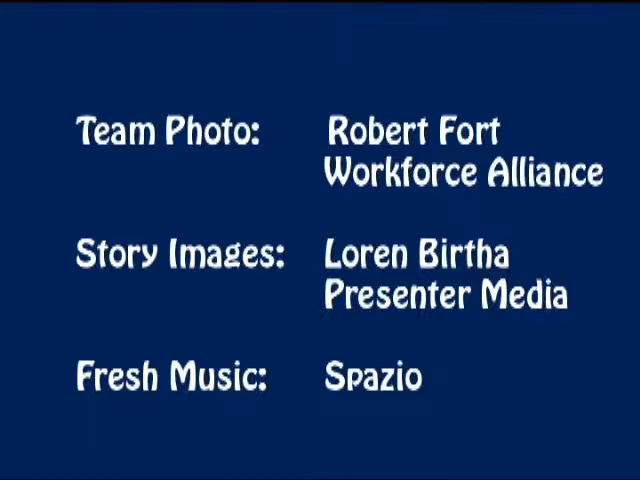 Team Photo: Robert Fort
Workforce Alliance
Story Images: Loren Birtha
Presenter Media
Fresh Music: Spazio